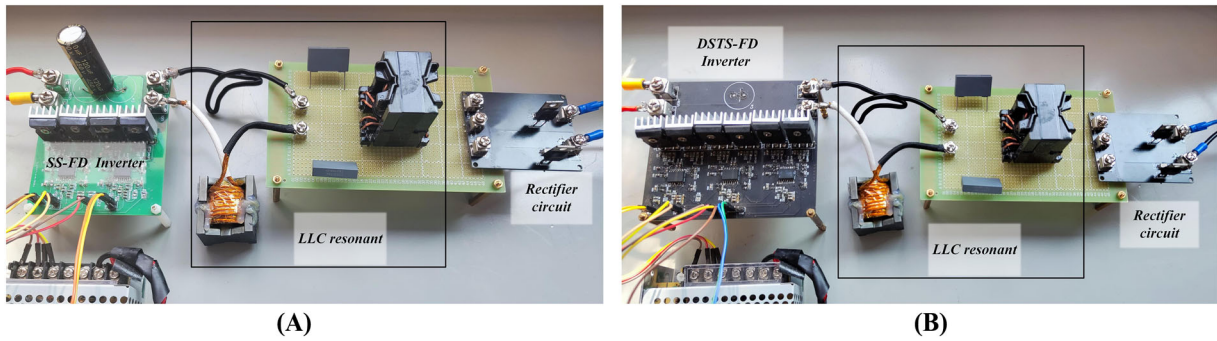 SS-FD Inverter
LLC resonant
Rectifier
circuit
DSTS-FD
Inverter
LLC resonant
Rectifier
circuit
(A)
(B)